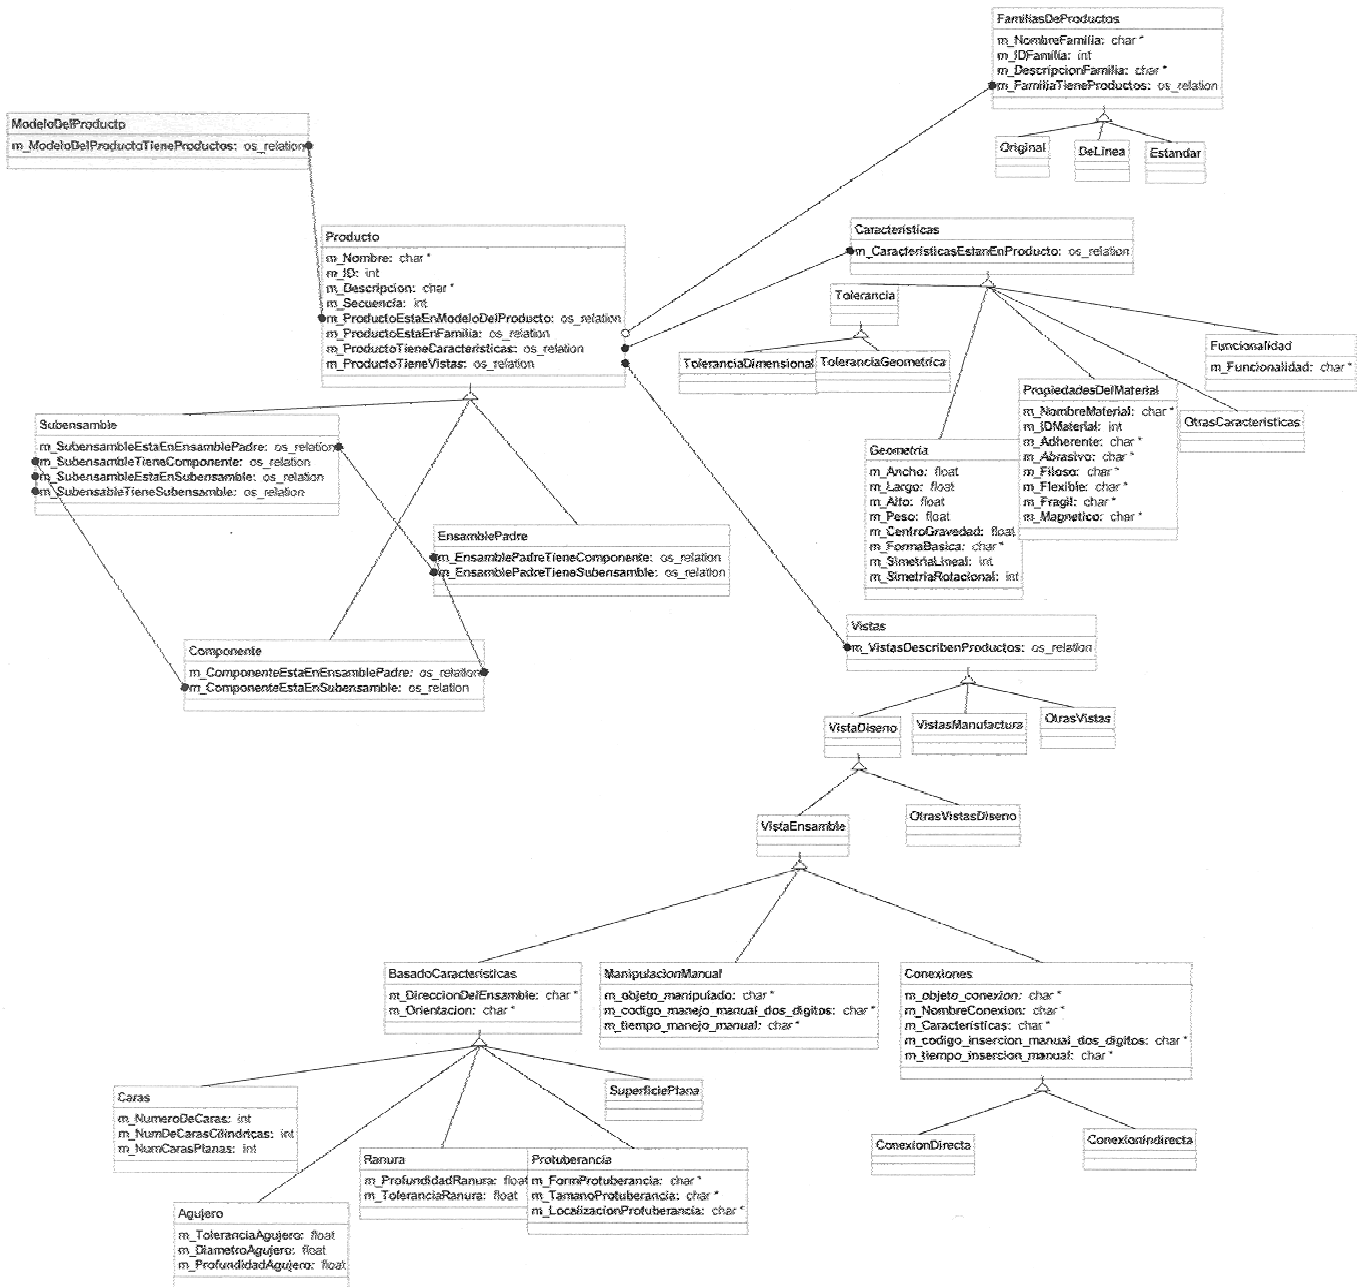 FamiliasDeProductos
m_NombreFamilia: char *
m_IDFamilia: int
m_DescripcionFamilia: char *
m_FamiliaTieneProductos: os_relation
Original
DeLinea
Estandar
ModeloDelProducto
m_ModeloDelProductoTieneProductos: os_relation
Producto
m_Nombre: char *
m_ID: int
m_Descripcion: char *
m_Secuencia: int
m_ProductoEstaEnModeloDelProducto: os_relation
m_ProductoEstaEnFamilia: os_relation
m_ProductoTieneCaracteristicas: os_relation
m_ProductoTieneVistas: os_relation
Características
m_CaracterísticasEstanEnProducto: os_relation
Tolerancia
ToleranciaDimensional
ToleranciaGeometrica
Funcionalidad
m_Funcionalidad: char *
PropiedadesDelMaterial
m_NombreMaterial: char *
m_IDMaterial: int
m_Adherente: char *
m_Abrasivo: char *
m_Filoso: char *
m_Flexible: char *
m_Fragil: char *
m_Magnetico: char *
OtrasCaracteristicas
Geometria
m_Ancho: float
m_Largo: float
m_Alto: float
m_Peso: float
m_CentroGravedad: float
m_FormaBasica: char *
m_SimetriaLineal: int
m_SimetriaRotacional: int
Subensamble
m_SubensambleEstaEnEnsamblePadre: os_relation
m_SubensambleTieneComponente: os_relation
m_SubensambleEstaEnSubensamble: os_relation
m_SubensableTieneSubensamble: os_relation
EnsamblePadre
m_EnsamblePadreTieneComponente: os_relation
m_EnsamblePadreTieneSubensamble: os_relation
Componente
m_ComponenteEstaEnEnsamblePadre: os_relation
m_ComponenteEstaEnSubensamble: os_relation
Vistas
m_VistasDescribenProductos: os_relation
VistaDiseno
VistasManufactura
OtrasVistas
VistaEnsamble
OtrasVistasDiseno
BasadoCaracteristicas
m_DireccionDelEnsamble: char *
m_Orientacion: char *
ManipulacionManual
m_objeto_manipulado: char *
m_codigo_manejo_manual_dos_digitos: char *
m_tiempo_manejo_manual: char *
Conexiones
m_objeto_conexion: char *
m_NombreConexion: char *
m_Caracteristicas: char *
m_codigo_insercion_manual_dos_digitos: char *
m_tiempo_insercion_manual: char *
Caras
m_NumeroDeCaras: int
m_NumDeCarasCilindricas: int
m_NumCarasPlanas: int
SuperficiePlana
Ranura
m_ProfundidadRanura: float
m_ToleranciaRanura: float
Protuberancia
m_FormProtuberancia: char *
m_TamanoProtuberancia: char *
m_LocalizacionProtuberancia: char *
ConexionDirecta
ConexionIndirecta
Agujero
m_ToleranciaAgujero: float
m_DiametroAgujero: float
m_ProfundidadAgujero: float